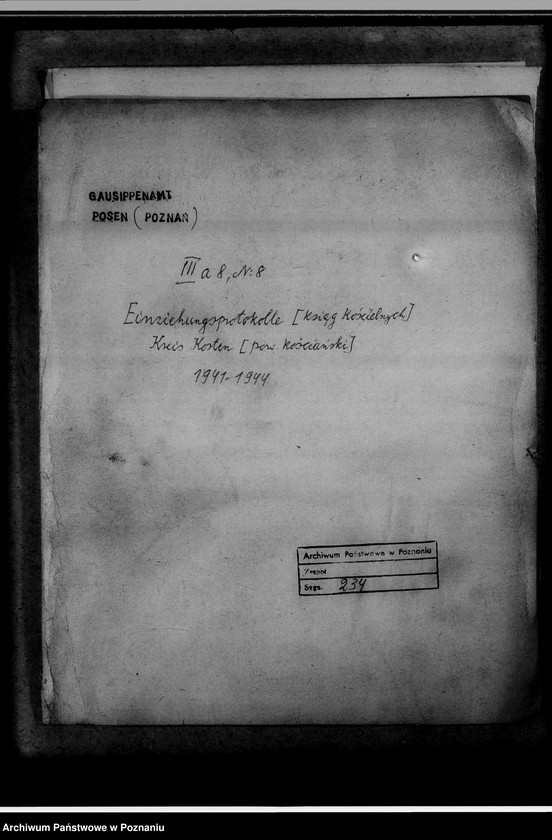 GAUSIPPENAMT
POSEN (POZNAŃ)
III a 8, N: 8
Einziehungsprotokolle [ksiąg kościelnych]
Kreis Kosten [pow. kościański]
1941-1944
Archiwum Państwowe w Poznaniu
Zespół
Sygn. 234
Archiwum Państwowe w Poznaniu